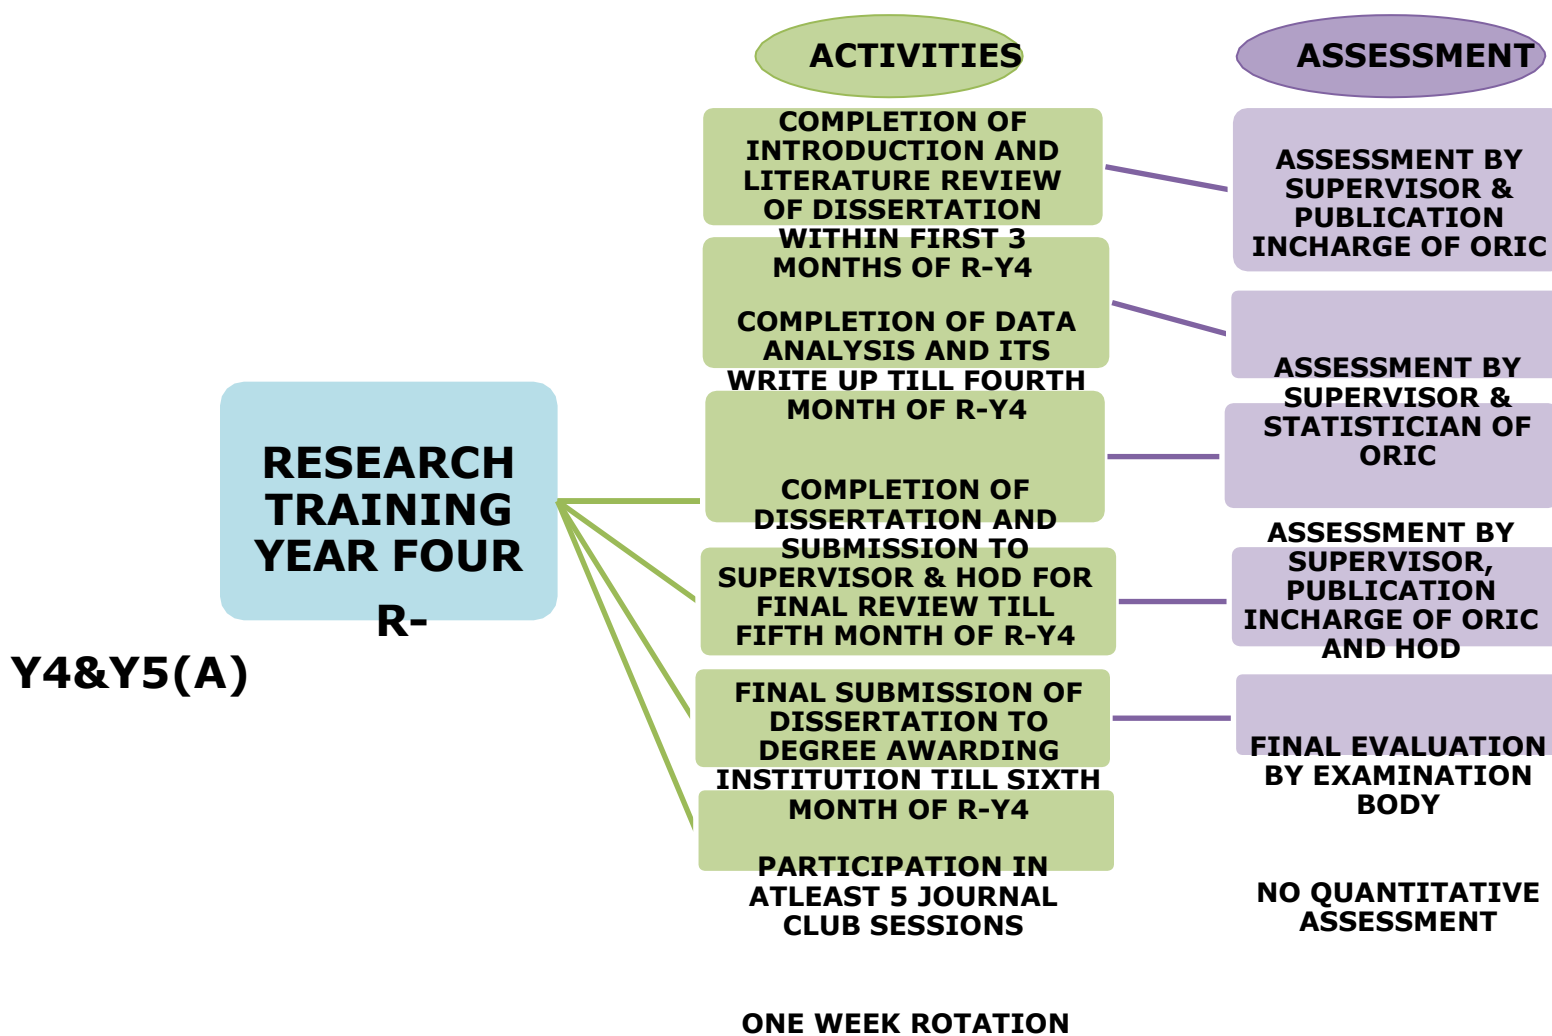 ACTIVITIES
ASSESSMENT
RESEARCH
TRAINING
YEAR FOUR
R-
Y4&Y5(A)
COMPLETION OF
INTRODUCTION AND
LITERATURE REVIEW
OF DISSERTATION
WITHIN FIRST 3
MONTHS OF R-Y4
COMPLETION OF DATA
ANALYSIS AND ITS
WRITE UP TILL FOURTH
MONTH OF R-Y4
COMPLETION OF
DISSERTATION AND
SUBMISSION TO
SUPERVISOR & HOD FOR
FINAL REVIEW TILL
FIFTH MONTH OF R-Y4
FINAL SUBMISSION OF
DISSERTATION TO
DEGREE AWARDING
INSTITUTION TILL SIXTH
MONTH OF R-Y4
PARTICIPATION IN
ATLEAST 5 JOURNAL
CLUB SESSIONS
ONE WEEK ROTATION
ASSESSMENT BY
SUPERVISOR &
PUBLICATION
INCHARGE OF ORIC
ASSESSMENT BY
SUPERVISOR &
STATISTICIAN OF
ORIC
ASSESSMENT BY
SUPERVISOR,
PUBLICATION
INCHARGE OF ORIC
AND HOD
FINAL EVALUATION
BY EXAMINATION
BODY
NO QUANTITATIVE
ASSESSMENT